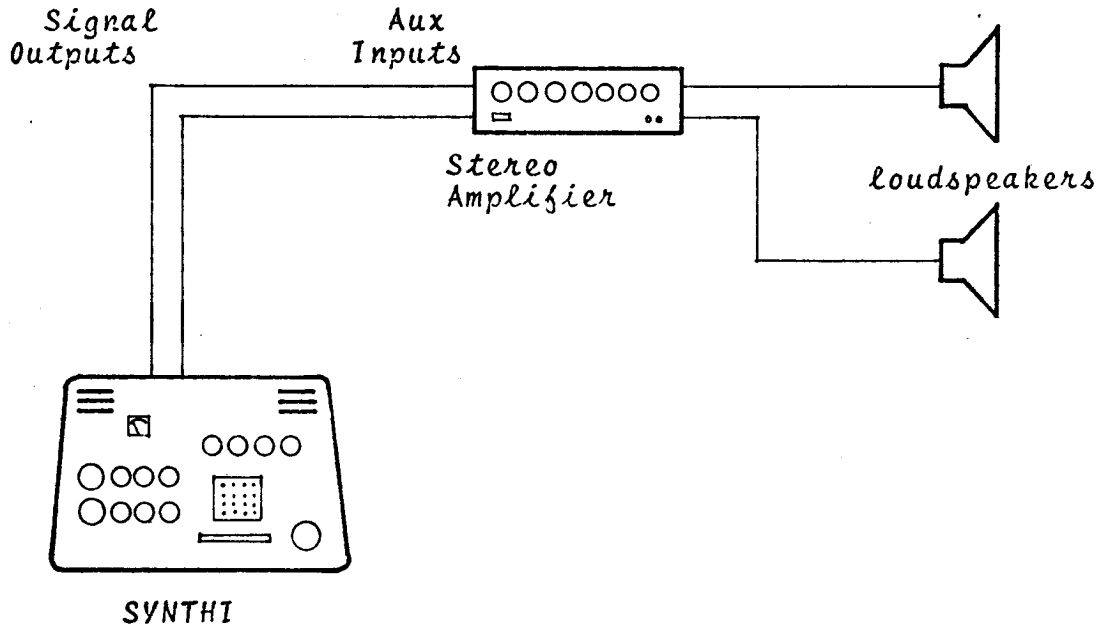 Signal
Outputs
Aux
Inputs
Stereo
Amplifier
loudspeakers
SYNTHI